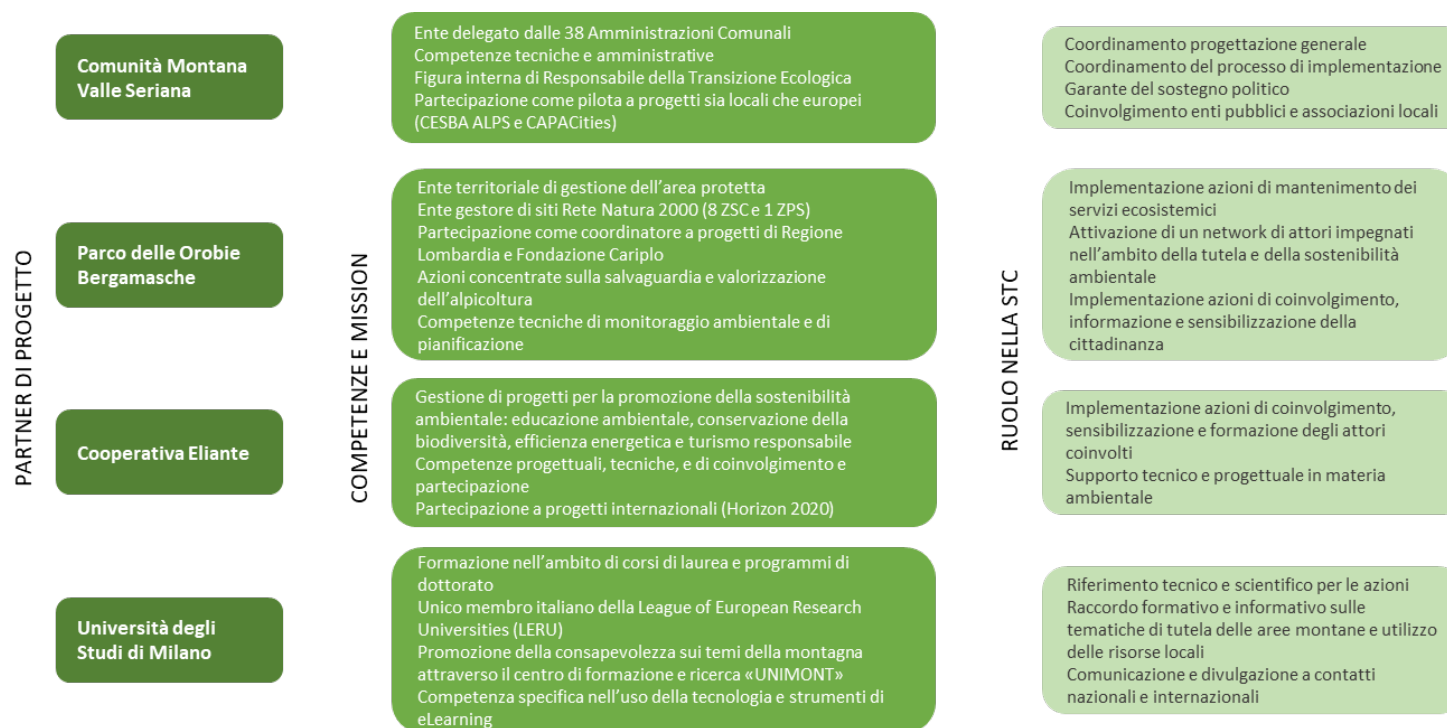 PARTNER DI PROGETTO
COMPETENZE E MISSION
RUOLO NELLA STC
Comunità Montana
Valle Seriana
Ente delegato dalle 38 Amministrazioni Comunali
Competenze tecniche e amministrative
Figura interna di Responsabile della Transizione Ecologica
Partecipazione come pilota a progetti sia locali che europei
(CESBA ALPS e CAPACities)
Coordinamento progettazione generale
Coordinamento del processo di implementazione
Garante del sostegno politico
Coinvolgimento enti pubblici e associazioni locali
Parco delle Orobie
Bergamasche
Ente territoriale di gestione dell'area protetta
Ente gestore di siti Rete Natura 2000 (8 ZSC e 1 ZPS)
Partecipazione come coordinatore a progetti di Regione
Lombardia e Fondazione Cariplo
Azioni concentrate sulla salvaguardia e valorizzazione
dell'alpicoltura
Competenze tecniche di monitoraggio ambientale e di
pianificazione
Implementazione azioni di mantenimento dei
servizi ecosistemici
Attivazione di un network di attori impegnati
nell'ambito della tutela e della sostenibilità
ambientale
Implementazione azioni di coinvolgimento,
informazione e sensibilizzazione della
cittadinanza
Cooperativa Eliante
Gestione di progetti per la promozione della sostenibilità
ambientale: educazione ambientale, conservazione della
biodiversità, efficienza energetica e turismo responsabile
Competenze progettuali, tecniche, e di coinvolgimento e
partecipazione
Partecipazione a progetti internazionali (Horizon 2020)
Implementazione azioni di coinvolgimento,
sensibilizzazione e formazione degli attori
coinvolti
Supporto tecnico e progettuale in materia
ambientale
Università degli
Studi di Milano
Formazione nell'ambito di corsi di laurea e programmi di
dottorato
Unico membro italiano della League of European Research
Universities (LERU)
Promozione della consapevolezza sui temi della montagna
attraverso il centro di formazione e ricerca «UNIMONT»
Competenza specifica nell'uso della tecnologia e strumenti di
eLearning
Riferimento tecnico e scientifico per le azioni
Raccordo formativo e informativo sulle
tematiche di tutela delle aree montane e utilizzo
delle risorse locali
Comunicazione e divulgazione a contatti
nazionali e internazionali